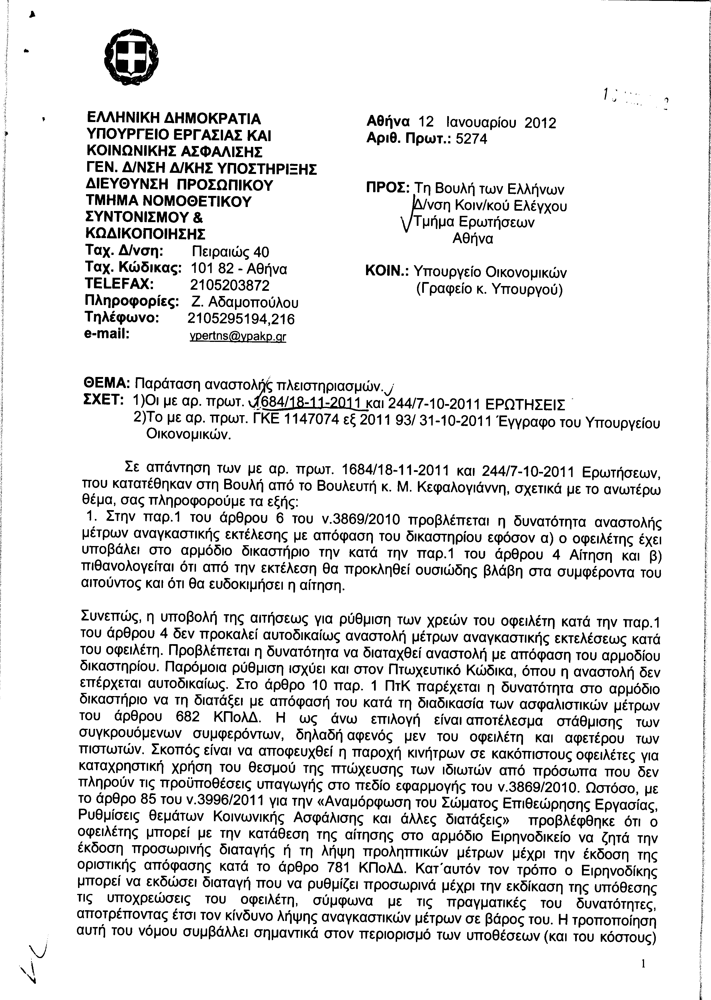 ΕΛΛΗΝΙΚΗ ΔΗΜΟΚΡΑΤΙΑ
ΥΠΟΥΡΓΕΙΟ ΕΡΓΑΣΙΑΣ ΚΑΙ
ΚΟΙΝΩΝΙΚΗΣ ΑΣΦΑΛΙΣΗΣ
ΓΕΝ. Δ/ΝΣΗ Δ/ΚΗΣ ΥΠΟΣΤΗΡΙΞΗΣ
ΔΙΕΥΘΥΝΣΗ ΠΡΟΣΩΠΙΚΟΥ
ΤΜΗΜΑ ΝΟΜΟΘΕΤΙΚΟΥ
ΣΥΝΤΟΝΙΣΜΟΥ &
ΚΩΔΙΚΟΠΟΙΗΣΗΣ
Ταχ. Δ/νση: Πειραιώς 40
Ταχ. Κώδικας: 101 82 - Αθήνα
TELEFAX: 2105203872
Πληροφορίες: Ζ. Αδαμοπούλου
Τηλέφωνο: 2105295194,216
e-mail: ypertns@ypakp.gr
Αθήνα 12 Ιανουαρίου 2012
Αριθ. Πρωτ.: 5274
ΠΡΟΣ: Τη Βουλή των Ελλήνων
Δ/νση Κοιν/κού Ελέγχου
Τμήμα Ερωτήσεων
Αθήνα
ΚΟΙΝ.: Υπουργείο Οικονομικών
(Γραφείο κ. Υπουργού)
ΘΕΜΑ: Παράταση αναστολής πλειστηριασμών.
ΣΧΕΤ: 1)Οι με αρ. πρωτ. 1684/18-11-2011 και 244/7-10-2011 ΕΡΩΤΗΣΕΙΣ
2)Το με αρ. πρωτ. ΓΚΕ 1147074 εξ 2011 93/ 31-10-2011 Έγγραφο του Υπουργείου
Οικονομικών.
Σε απάντηση των με αρ. πρωτ. 1684/18-11-2011 και 244/7-10-2011 Ερωτήσεων,
που κατατέθηκαν στη Βουλή από το Βουλευτή κ. Μ. Κεφαλογιάννη, σχετικά με το ανωτέρω
θέμα, σας πληροφορούμε τα εξής:
1. Στην παρ.1 του άρθρου 6 του ν.3869/2010 προβλέπεται η δυνατότητα αναστολής
μέτρων αναγκαστικής εκτέλεσης με απόφαση του δικαστηρίου εφόσον α) ο οφειλέτης έχει
υποβάλει στο αρμόδιο δικαστήριο την κατά την παρ.1 του άρθρου 4 Αίτηση και β)
πιθανολογείται ότι από την εκτέλεση θα προκληθεί ουσιώδης βλάβη στα συμφέροντα του
αιτούντος και ότι θα ευδοκιμήσει η αίτηση.
Συνεπώς, η υποβολή της αιτήσεως για ρύθμιση των χρεών του οφειλέτη κατά την παρ.1
του άρθρου 4 δεν προκαλεί αυτοδικαίως αναστολή μέτρων αναγκαστικής εκτελέσεως κατά
του οφειλέτη. Προβλέπεται η δυνατότητα να διαταχθεί αναστολή με απόφαση του αρμοδίου
δικαστηρίου. Παρόμοια ρύθμιση ισχύει και στον Πτωχευτικό Κώδικα, όπου η αναστολή δεν
επέρχεται αυτοδικαίως. Στο άρθρο 10 παρ. 1 ΠτΚ παρέχεται η δυνατότητα στο αρμόδιο
δικαστήριο να τη διατάξει με απόφασή του κατά τη διαδικασία των ασφαλιστικών μέτρων
του άρθρου 682 ΚΠολΔ. Η ως άνω επιλογή είναι αποτέλεσμα στάθμισης των
συγκρουόμενων συμφερόντων, δηλαδή αφενός μεν του οφειλέτη και αφετέρου των
πιστωτών. Σκοπός είναι να αποφευχθεί η παροχή κινήτρων σε κακόπιστους οφειλέτες για
καταχρηστική χρήση του θεσμού της πτώχευσης των ιδιωτών από πρόσωπα που δεν
πληρούν τις προϋποθέσεις υπαγωγής στο πεδίο εφαρμογής του ν.3869/2010. Ωστόσο, με
το άρθρο 85 του ν.3996/2011 για την «Αναμόρφωση του Σώματος Επιθεώρησης Εργασίας,
Ρυθμίσεις θεμάτων Κοινωνικής Ασφάλισης και άλλες διατάξεις» προβλέφθηκε ότι ο
οφειλέτης μπορεί με την κατάθεση της αίτησης στο αρμόδιο Ειρηνοδικείο να ζητά την
έκδοση προσωρινής διαταγής ή τη λήψη προληπτικών μέτρων μέχρι την έκδοση της
οριστικής απόφασης κατά το άρθρο 781 ΚΠολΔ. Κατ΄αυτόν τον τρόπο ο Ειρηνοδίκης
μπορεί να εκδώσει διαταγή που να ρυθμίζει προσωρινά μέχρι την εκδίκαση της υπόθεσης
τις υποχρεώσεις του οφειλέτη, σύμφωνα με τις πραγματικές του δυνατότητες,
αποτρέποντας έτσι τον κίνδυνο λήψης αναγκαστικών μέτρων σε βάρος του. Η τροποποίηση
αυτή του νόμου συμβάλλει σημαντικά στον περιορισμό των υποθέσεων (και του κόστους)
1